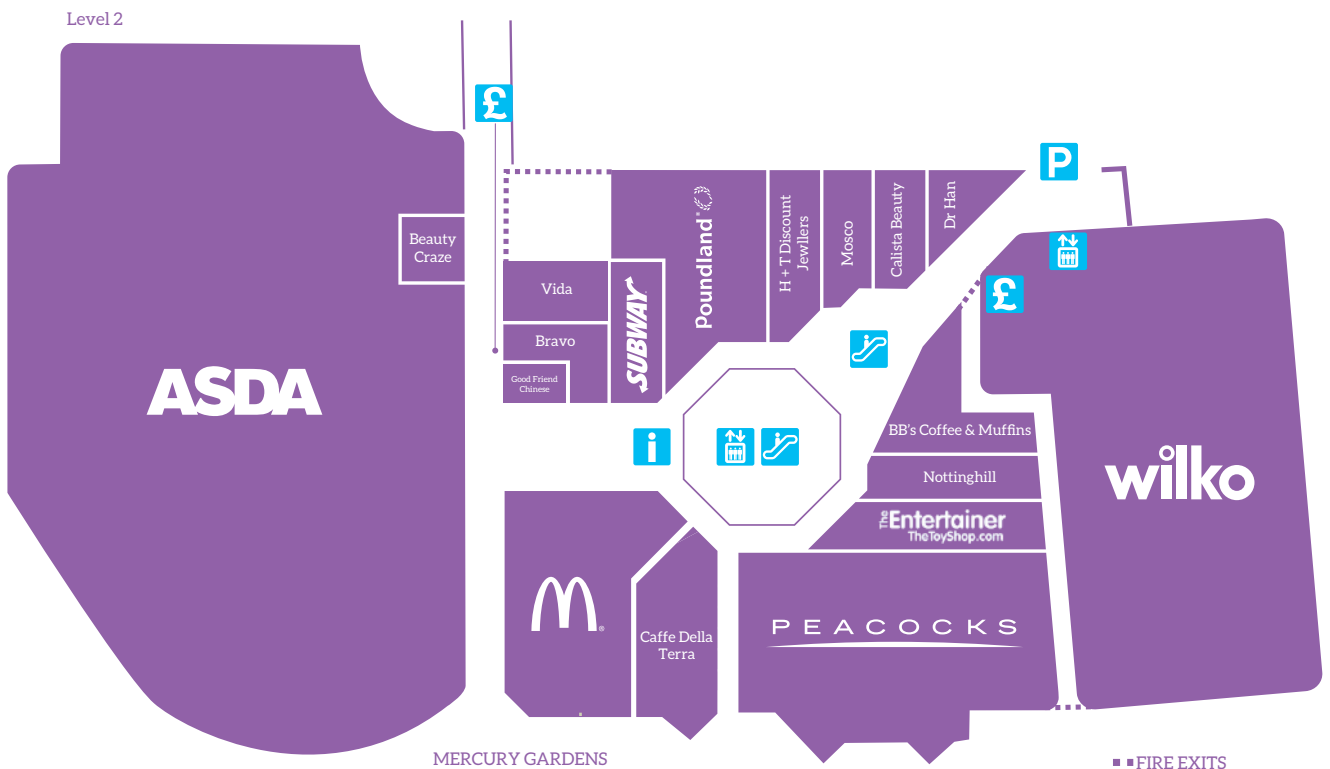 Level 2
£
P
Beauty
Craze
Vida
Bravo
Good Friend
Chinese
SUBWAY
Poundland®
H + T Discount
Jewllers
Mosco
Calista Beauty
Dr Han
£
ASDA
i
BB's Coffee & Muffins
Nottinghill
The Entertainer
TheToyShop.com
wilko
M®
Caffe Della
Terra
PEACOCKS
MERCURY GARDENS
FIRE EXITS